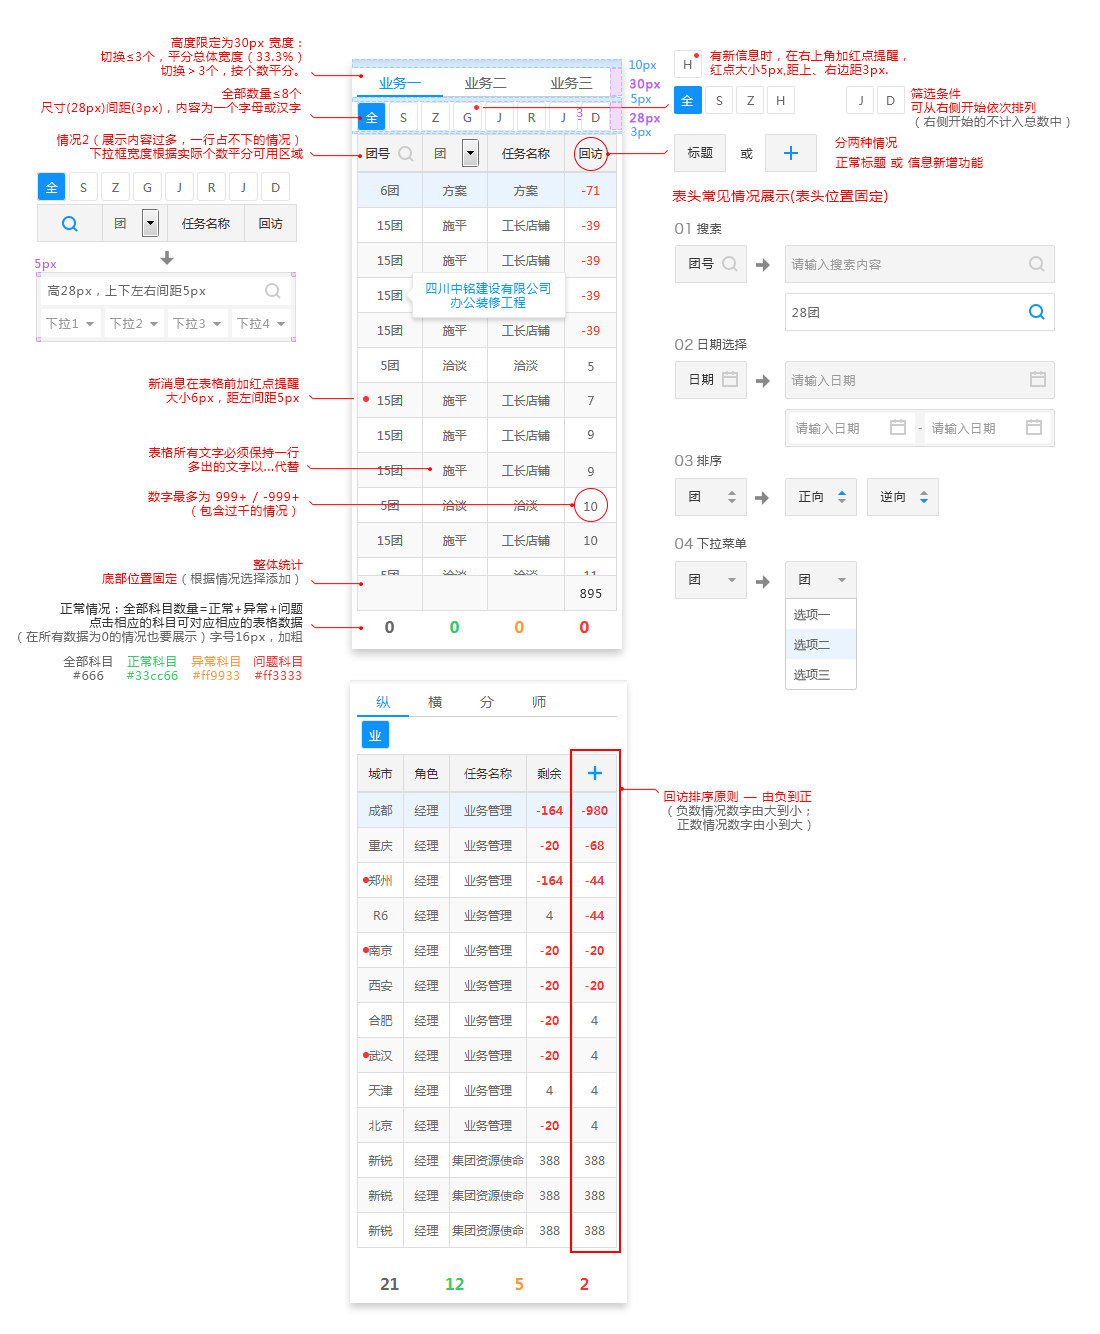 高度限定为30px 宽度：
切换≤3个，平分总体宽度（33.3%）
切换＞3个，按个数平分。
全部数量≤8个
尺寸(28px)间距(3px)，内容为一个字母或汉字
情况2（展示内容过多，一行占不下的情况）
下拉框宽度根据实际个数平分可用区域
全 S Z G J R J D
团 任务名称 回访
5px
高28px，上下左右间距5px
下拉1 下拉2 下拉3 下拉4
新消息在表格前加红点提醒
大小6px，距左间距5px
表格所有文字必须保持一行
多出的文字以...代替
数字最多为 999+ / -999+
（包含过千的情况）
整体统计
底部位置固定（根据情况选择添加）
正常情况：全部科目数量=正常+异常+问题
点击相应的科目可对应相应的表格数据
（在所有数据为0的情况也要展示）字号16px，加粗
全部科目 正常科目 异常科目 问题科目
#666 #33cc66 #ff9933 #ff3333
业务一 业务二 业务三
全 S Z G J R J D
3
10px
30px
5px
28px
3px
团号 团 任务名称 回访
6团 方案 方案 -71
15团 施平 工长店铺 -39
15团 施平 工长店铺 -39
15团 -39
四川中铭建设有限公司
办公装修工程
15团 施平 工长店铺 -39
5团 洽谈 洽谈 5
15团 施平 工长店铺 7
15团 施平 工长店铺 9
15团 施平 工长店铺 9
5团 洽谈 洽淡 10
15团 施平 工长店铺 10
5团 洽淡 洽淡 11
895
0 0 0 0
H
有新信息时，在右上角加红点提醒，
红点大小5px,距上、右边距3px.
全 S Z H J D
筛选条件
可从右侧开始依次排列
（右侧开始的不计入总数中）
标题 或 +
分两种情况
正常标题 或 信息新增功能
表头常见情况展示(表头位置固定)
01 搜索
团号 请输入搜索内容
28团
02 日期选择
日期 请输入日期
请输入日期 - 请输入日期
03 排序
团 正向 逆向
04 下拉菜单
团 团
选项一
选项二
选项三
纵 横 分 师
业
城市 角色 任务名称 剩余 +
成都 经理 业务管理 -164 -980
重庆 经理 业务管理 -20 -68
郑州 经理 业务管理 -164 -44
R6 经理 业务管理 4 -44
南京 经理 业务管理 -20 -20
西安 经理 业务管理 -20 -20
合肥 经理 业务管理 -20 4
武汉 经理 业务管理 -20 4
天津 经理 业务管理 4 4
北京 经理 业务管理 -20 4
新锐 经理 集团资源使命 388 388
新锐 经理 集团资源使命 388 388
新锐 经理 集团资源使命 388 388
21 12 5 2
回访排序原则 — 由负到正
（负数情况数字由大到小；
正数情况数字由小到大）